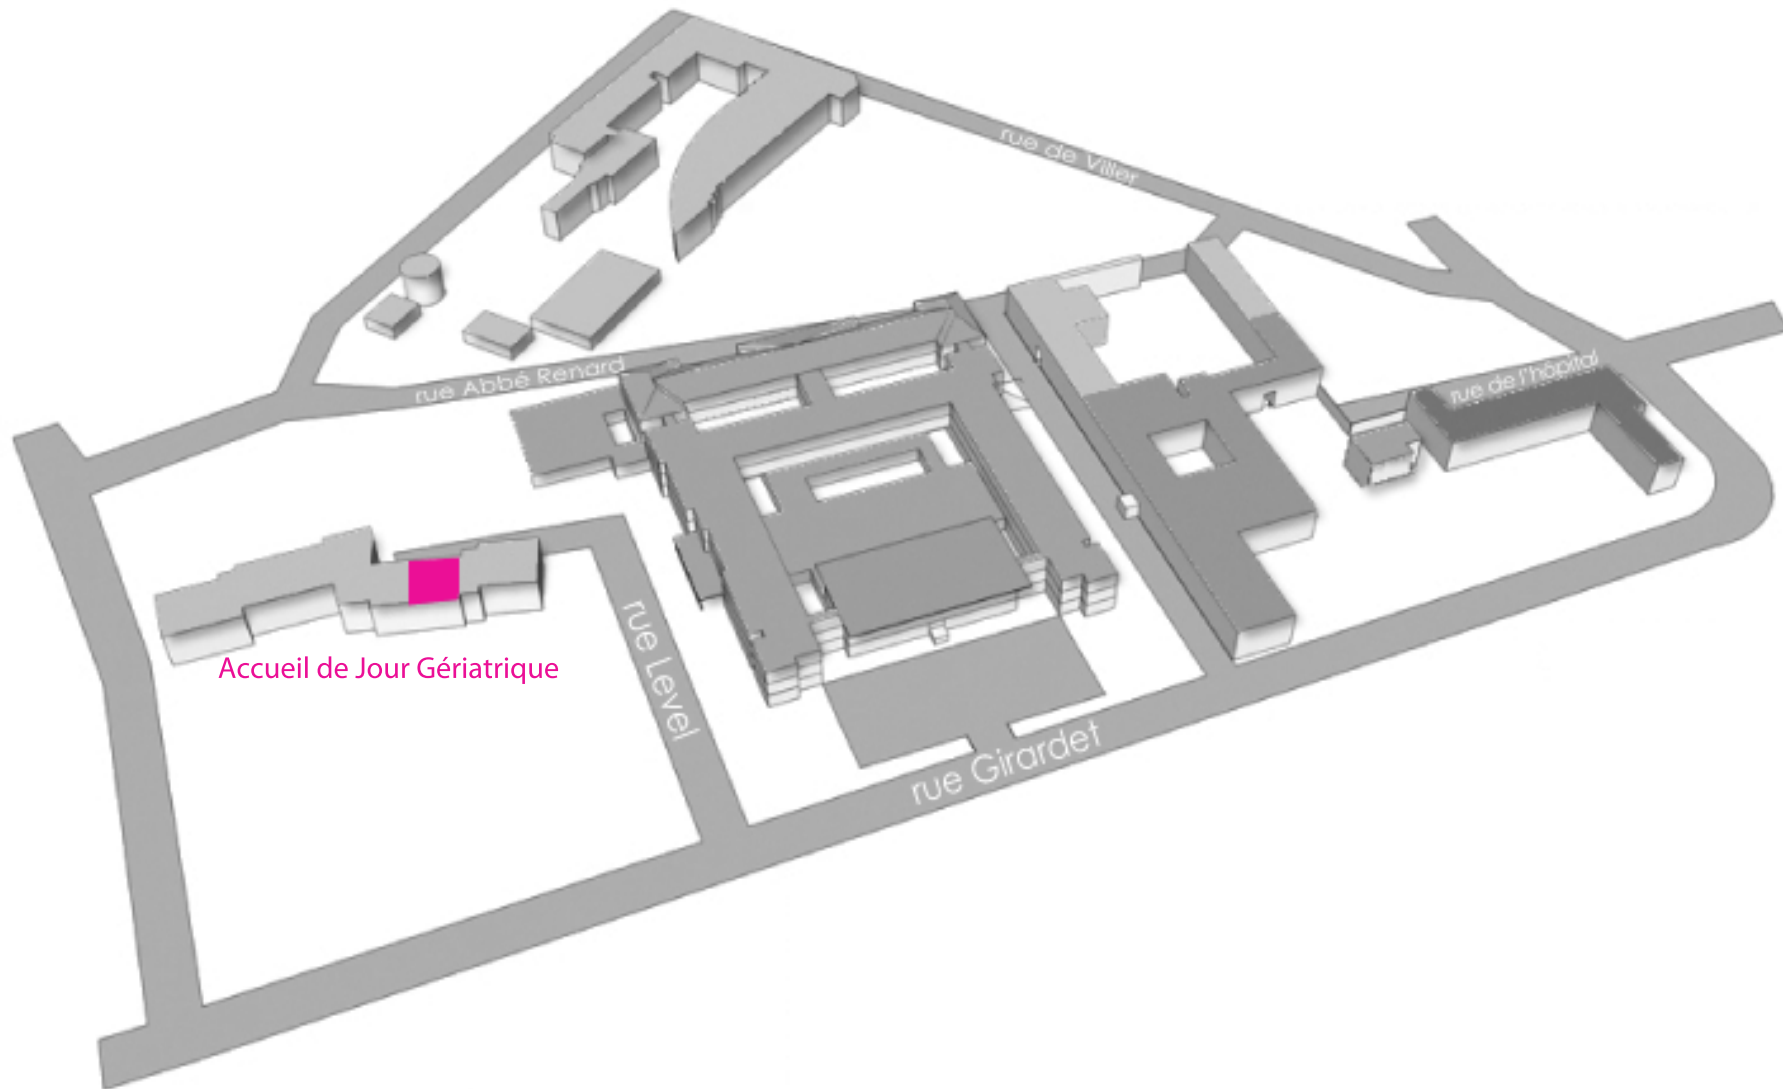 rue de Viller
rue Abbé Renard
rue de l'hôpital
Accueil de Jour Gériatrique
rue Level
rue Girardet